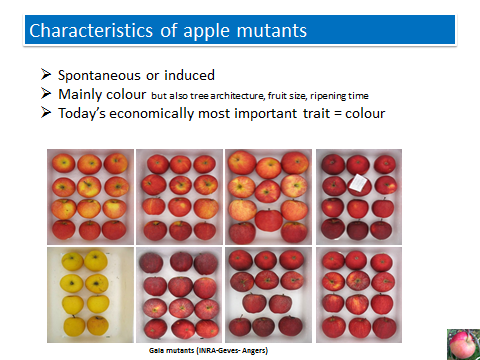 Characteristics of apple mutants
➢ Spontaneous or induced
➢ Mainly colour but also tree architecture, fruit size, ripening time
➢ Today's economically most important trait = colour
Gala mutants (INRA-Geves- Angers)